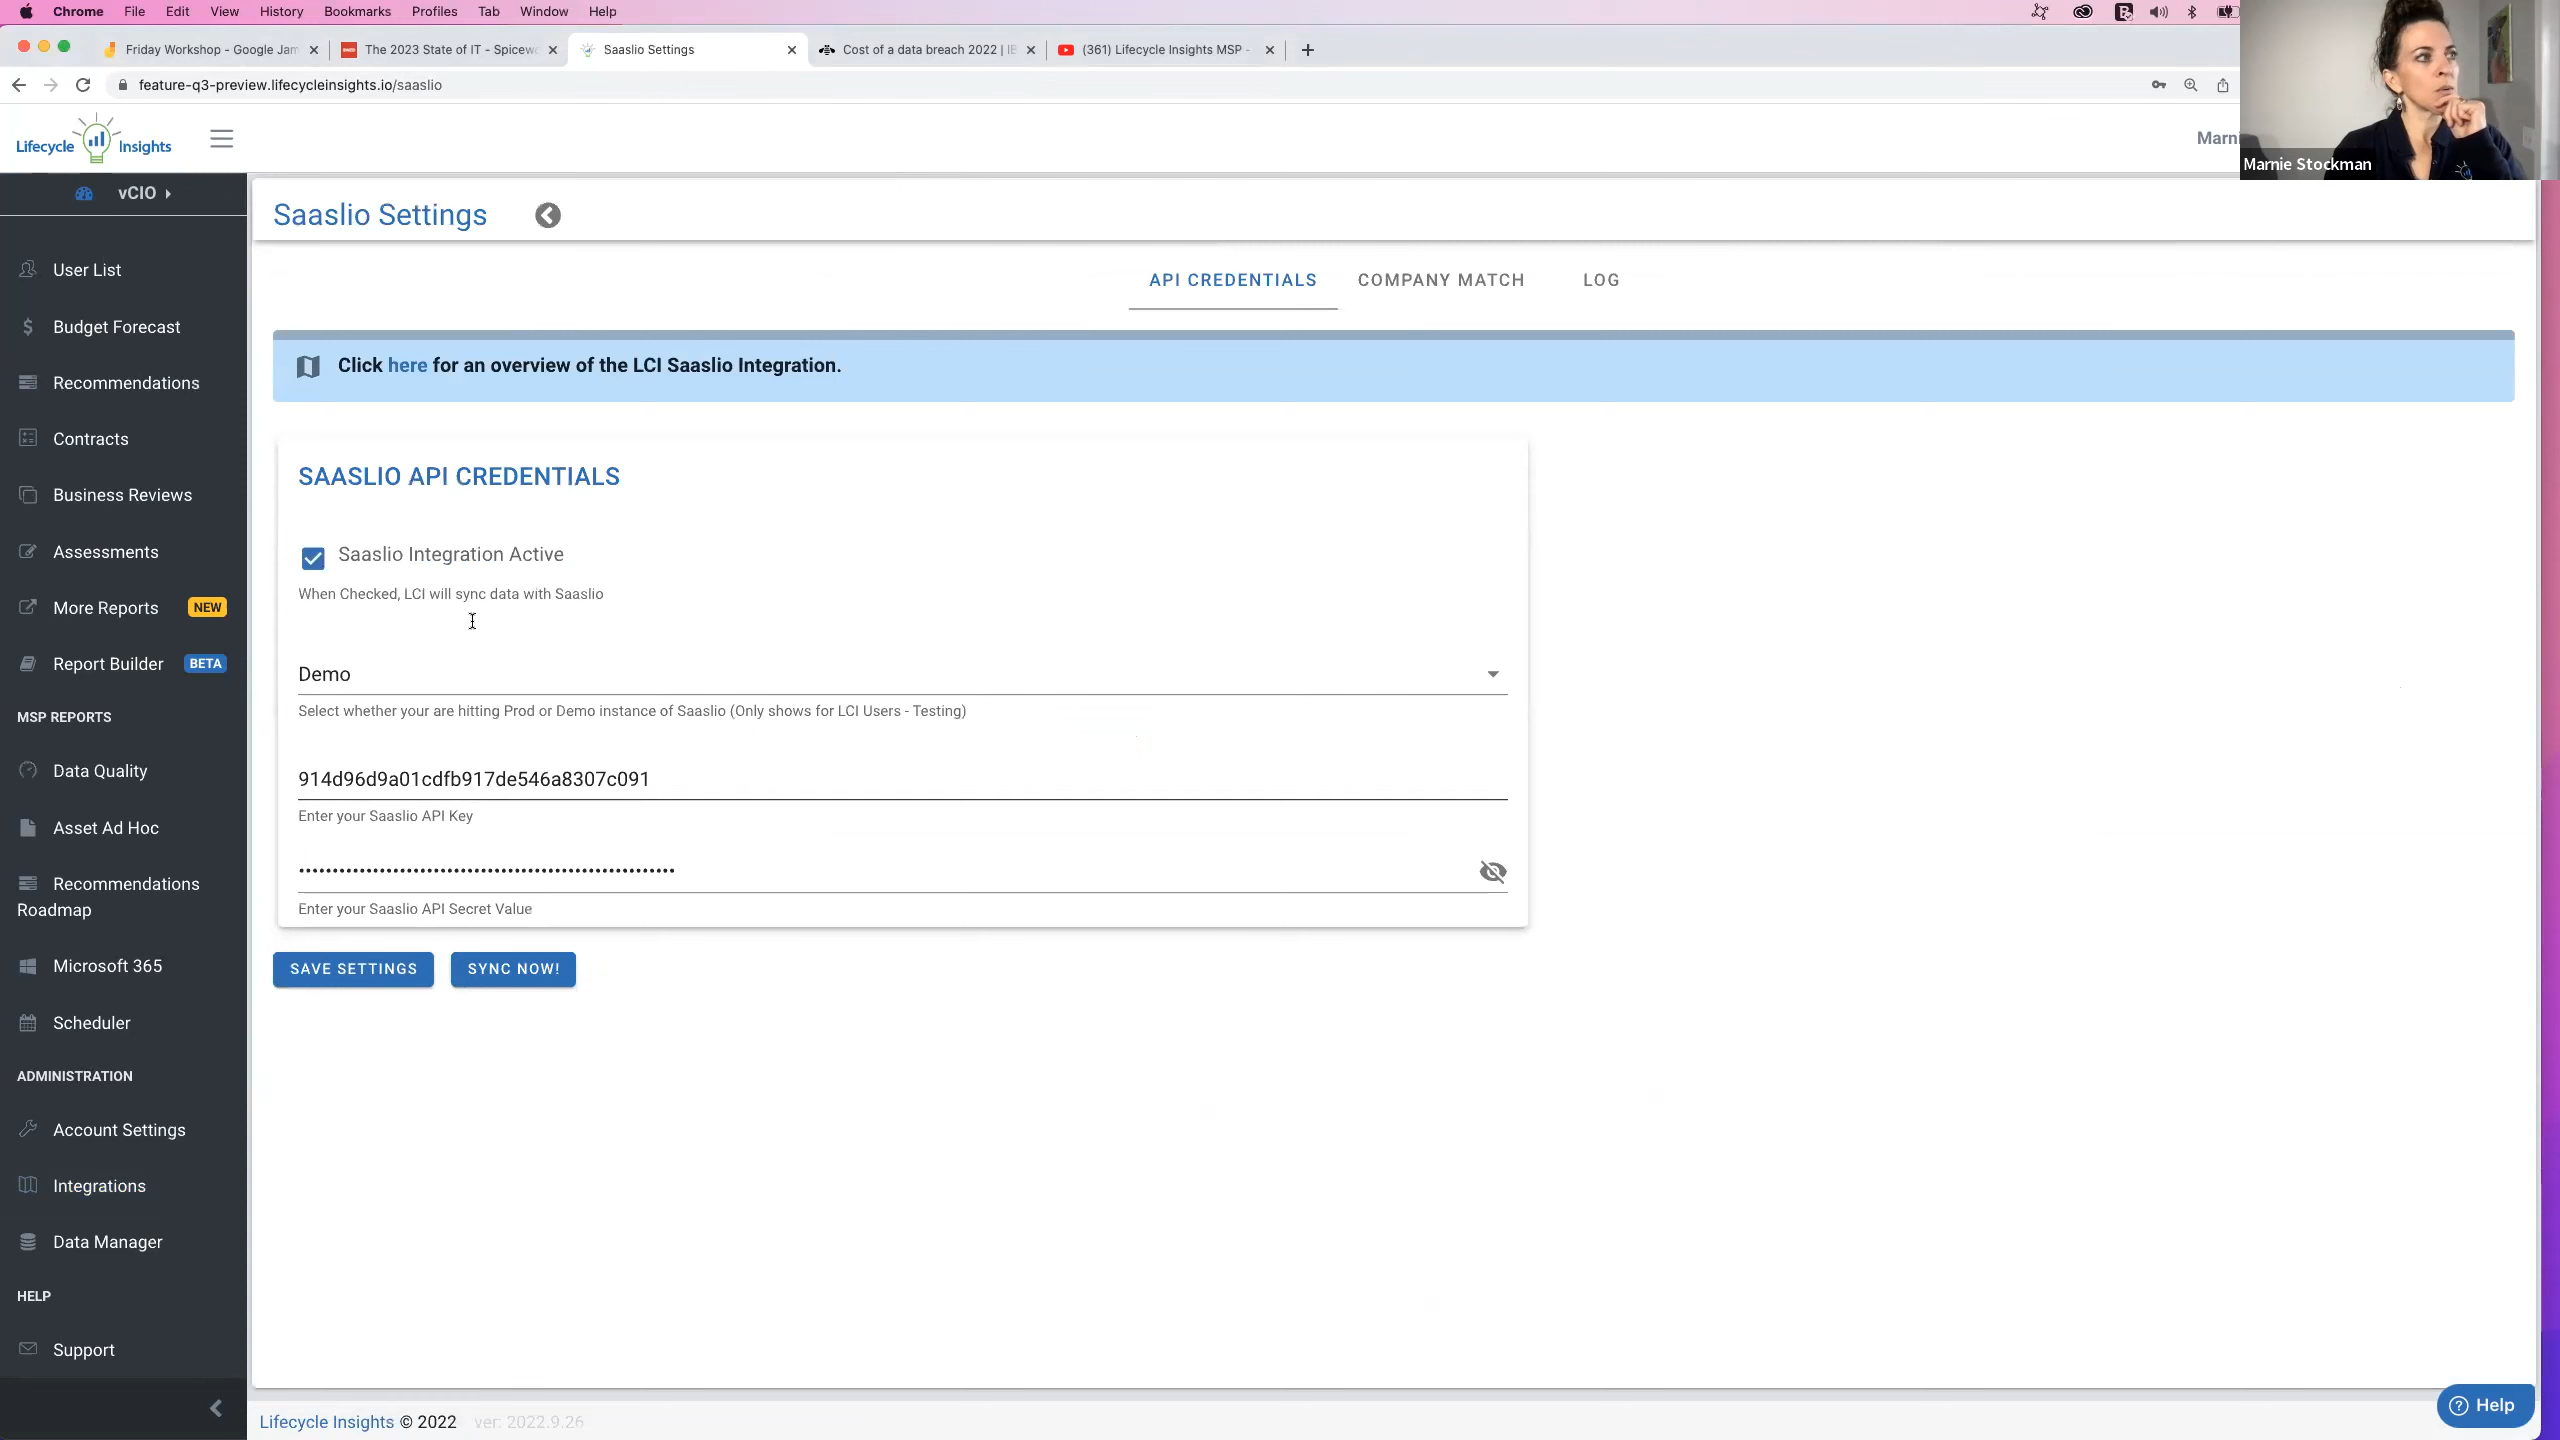 Chrome File Edit View History Bookmarks Profiles Tab Window Help
Friday Workshop - Google Jam
The 2023 State of IT - Spicewo
Saaslio Settings
Cost of a data breach 2022 | IB
(361) Lifecycle Insights MSP -
feature-q3-preview.lifecycleinsights.io/saaslio
Lifecycle Insights
Marni
Marnie Stockman
vCIO
Saaslio Settings
User List
Budget Forecast
Recommendations
Contracts
Business Reviews
Assessments
More Reports NEW
Report Builder BETA
MSP REPORTS
Data Quality
Asset Ad Hoc
Recommendations
Roadmap
Microsoft 365
Scheduler
ADMINISTRATION
Account Settings
Integrations
Data Manager
HELP
Support
API CREDENTIALS COMPANY MATCH LOG
Click here for an overview of the LCI Saaslio Integration.
SAASLIO API CREDENTIALS
Saaslio Integration Active
When Checked, LCI will sync data with Saaslio
Demo
Select whether your are hitting Prod or Demo instance of Saaslio (Only shows for LCI Users - Testing)
914d96d9a01cdfb917de546a8307c091
Enter your Saaslio API Key
Enter your Saaslio API Secret Value
SAVE SETTINGS SYNC NOW!
Lifecycle Insights © 2022 ver: 2022.9.26
Help